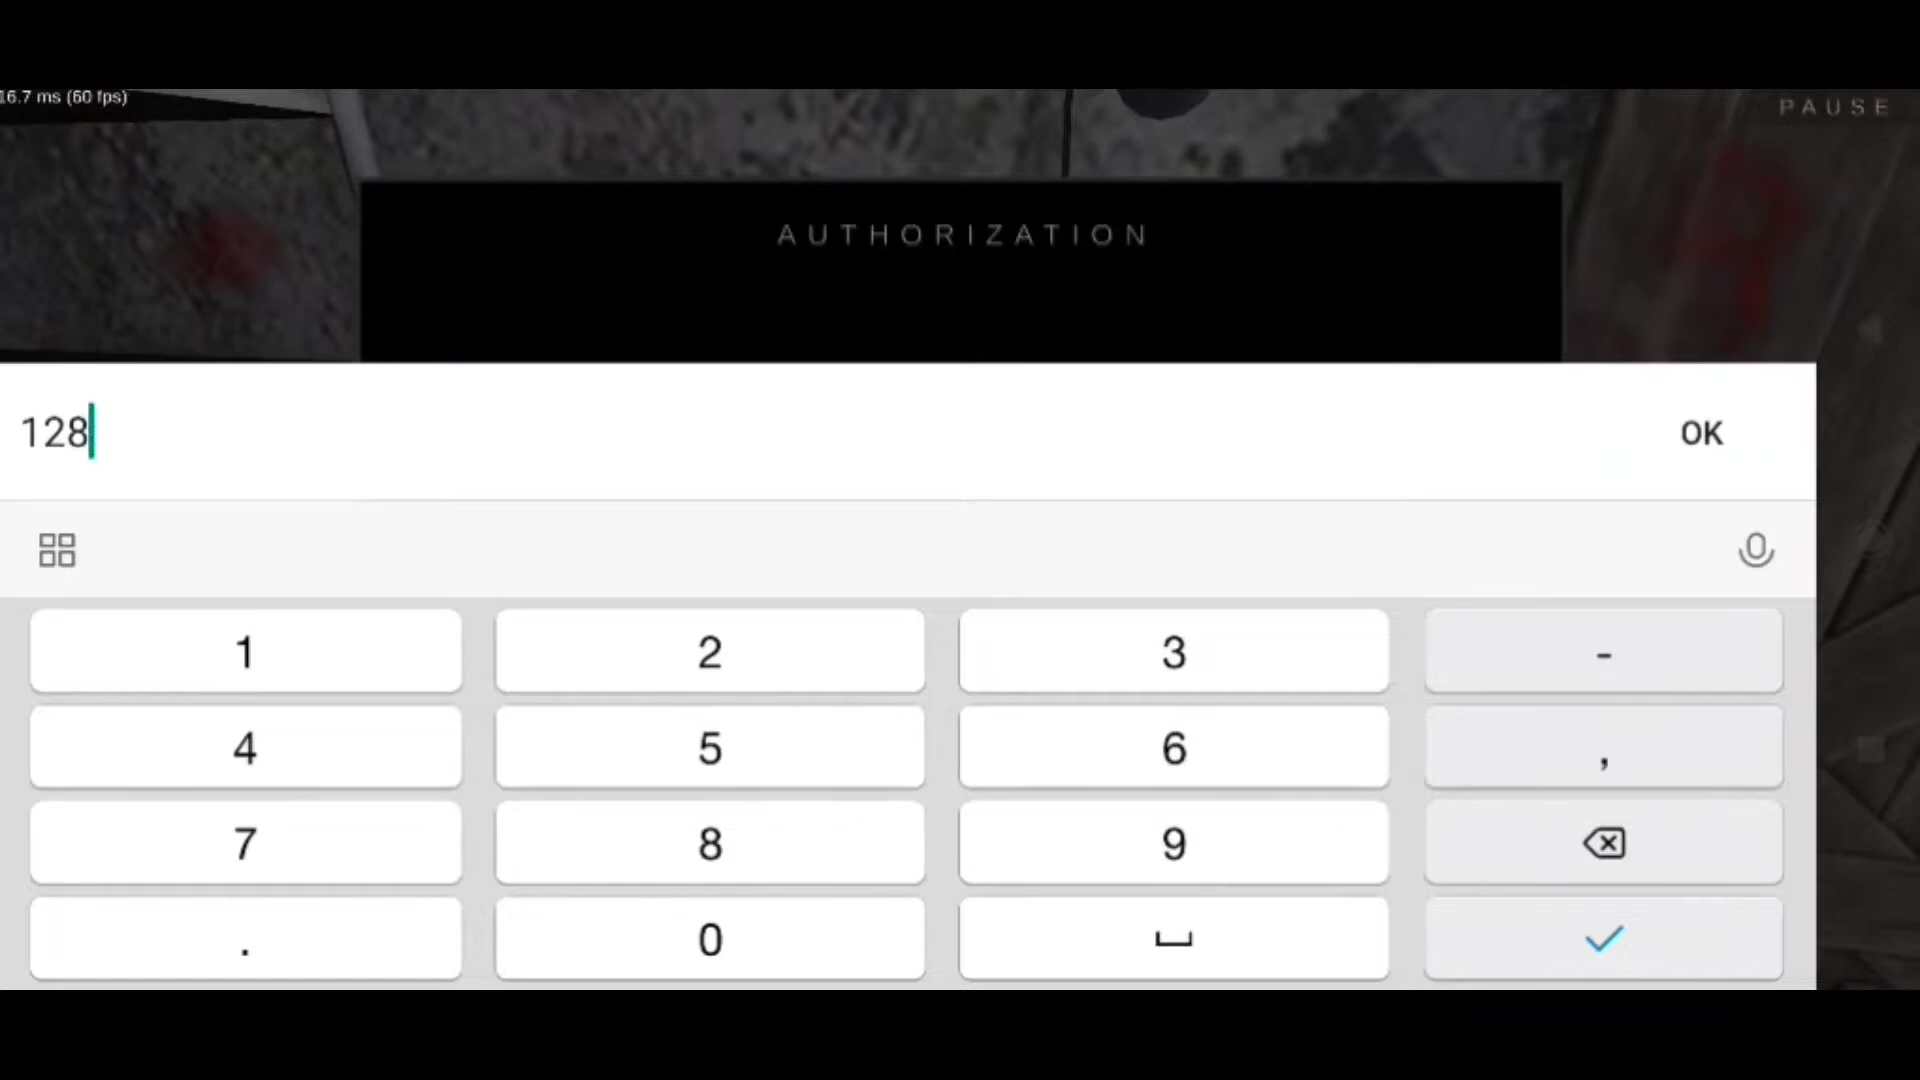 16.7 ms (60 fps)
PAUSE
AUTHORIZATION
128
OK
1 2 3 -
4 5 6 ,
7 8 9
. 0